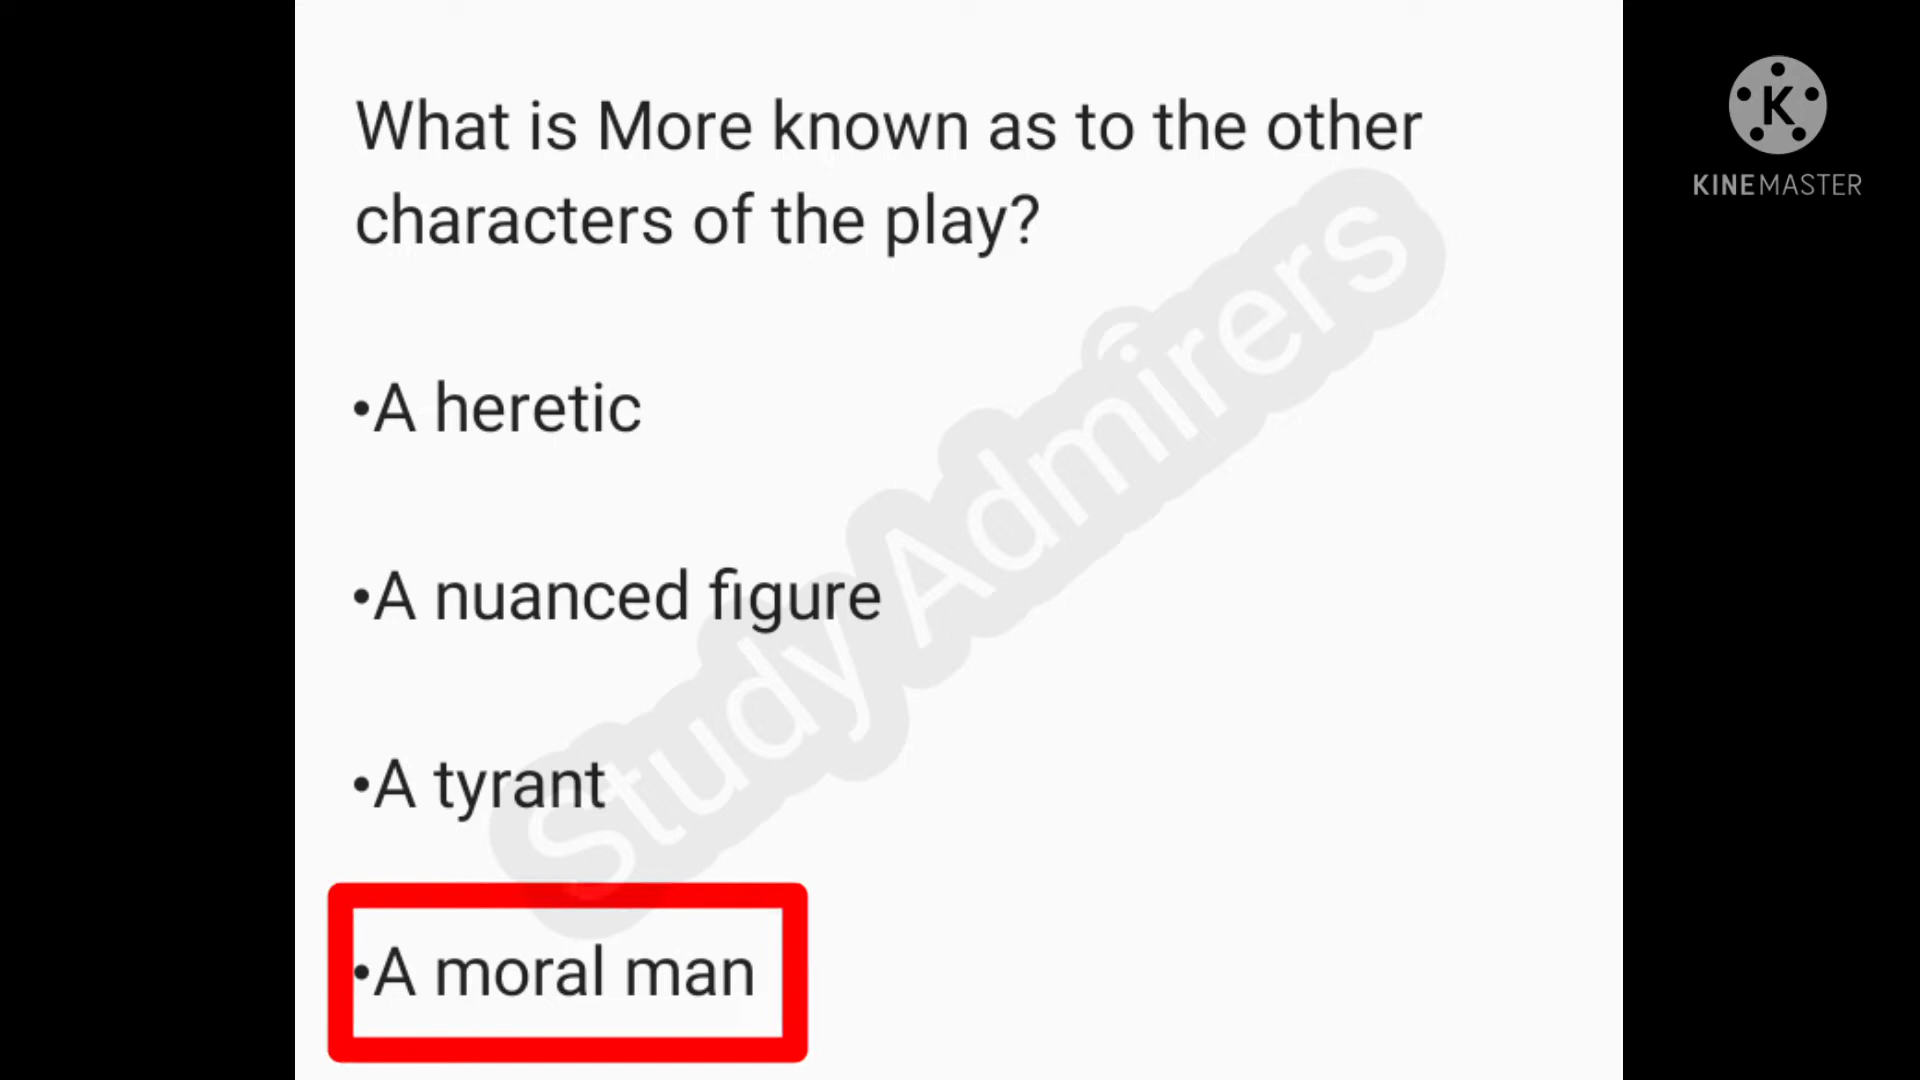 What is More known as to the other
characters of the play?
•A heretic
•A nuanced figure
•A tyrant
•A moral man
Study Admirers
K
KINEMASTER